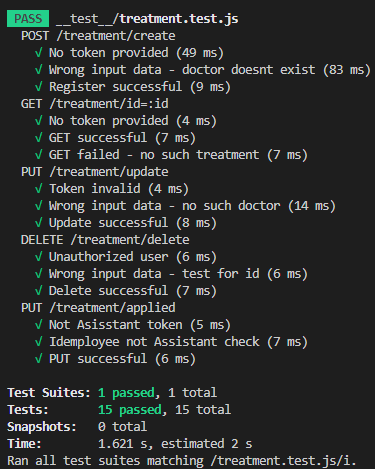 PASS __test__/treatment.test.js
POST /treatment/create
√ No token provided (49 ms)
√ Wrong input data - doctor doesnt exist (83 ms)
√ Register successful (9 ms)
GET /treatment/id=:id
√ No token provided (4 ms)
√ GET successful (7 ms)
√ GET failed - no such treatment (7 ms)
PUT /treatment/update
√ Token invalid (4 ms)
√ Wrong input data - no such doctor (14 ms)
√ Update successful (8 ms)
DELETE /treatment/delete
√ Unauthorized user (6 ms)
√ Wrong input data - test for id (6 ms)
√ Delete successful (7 ms)
PUT /treatment/applied
√ Not Asisstant token (5 ms)
√ Idemployee not Assistant check (7 ms)
√ PUT successful (6 ms)
Test Suites: 1 passed, 1 total
Tests: 15 passed, 15 total
Snapshots: 0 total
Time: 1.621 s, estimated 2 s
Ran all test suites matching /treatment.test.js/i.